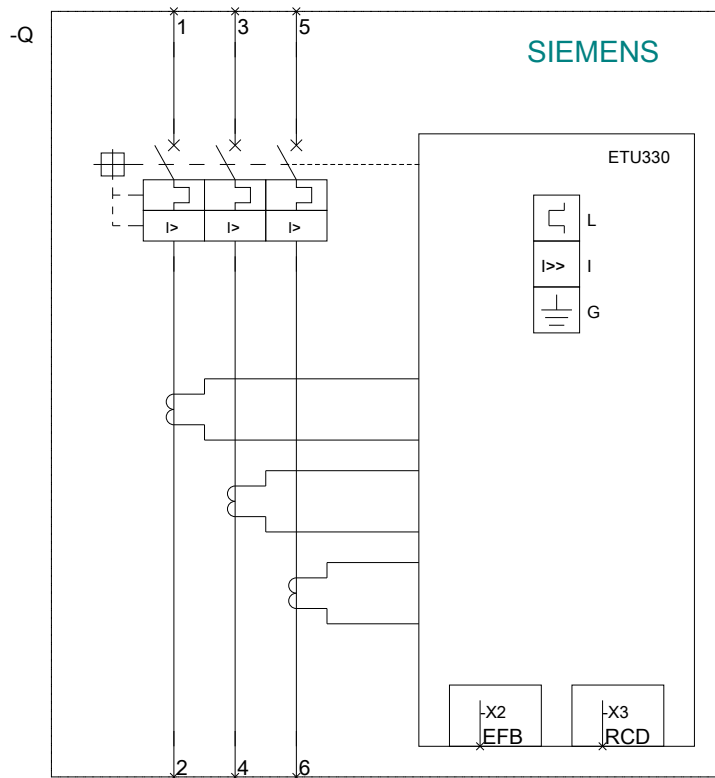 -Q
1 3 5
SIEMENS
ETU330
L
I> I> I>
I>> I
G
-X2 -X3
EFB RCD
2 4 6